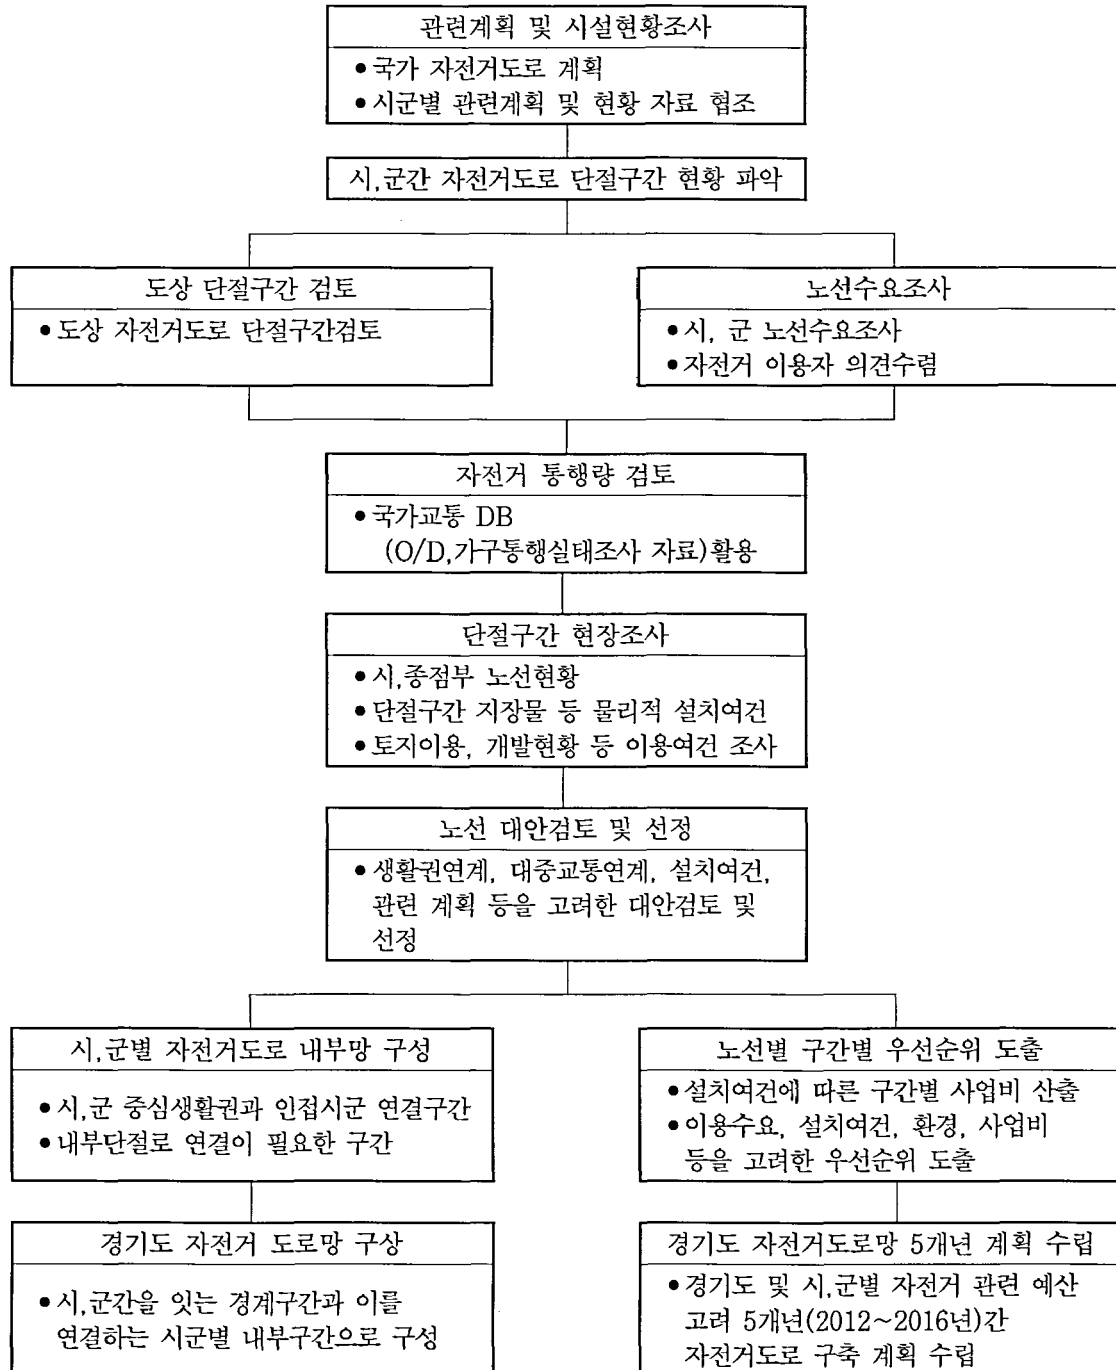 관련계획 및 시설현황조사
• 국가 자전거도로 계획
• 시군별 관련계획 및 현황 자료 협조
시,군간 자전거도로 단절구간 현황 파악
도상 단절구간 검토
• 도상 자전거도로 단절구간검토
노선수요조사
• 시, 군 노선수요조사
• 자전거 이용자 의견수렴
자전거 통행량 검토
• 국가교통 DB
(O/D,가구통행실태조사 자료)활용
단절구간 현장조사
• 시,종점부 노선현황
• 단절구간 지장물 등 물리적 설치여건
• 토지이용, 개발현황 등 이용여건 조사
노선 대안검토 및 선정
• 생활권연계, 대중교통연계, 설치여건,
관련 계획 등을 고려한 대안검토 및
선정
시,군별 자전거도로 내부망 구성
• 시,군 중심생활권과 인접시군 연결구간
• 내부단절로 연결이 필요한 구간
노선별 구간별 우선순위 도출
• 설치여건에 따른 구간별 사업비 산출
• 이용수요, 설치여건, 환경, 사업비
등을 고려한 우선순위 도출
경기도 자전거 도로망 구상
• 시,군간을 잇는 경계구간과 이를
연결하는 시군별 내부구간으로 구성
경기도 자전거도로망 5개년 계획 수립
• 경기도 및 시,군별 자전거 관련 예산
고려 5개년(2012~2016년)간
자전거도로 구축 계획 수립